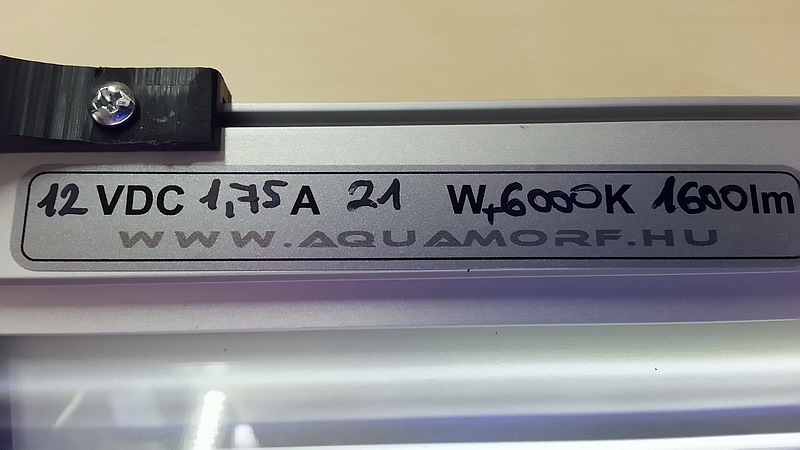 12 VDC 1,75 A 21 W, 6000K 1600lm
WWW.AQUAMORF.HU